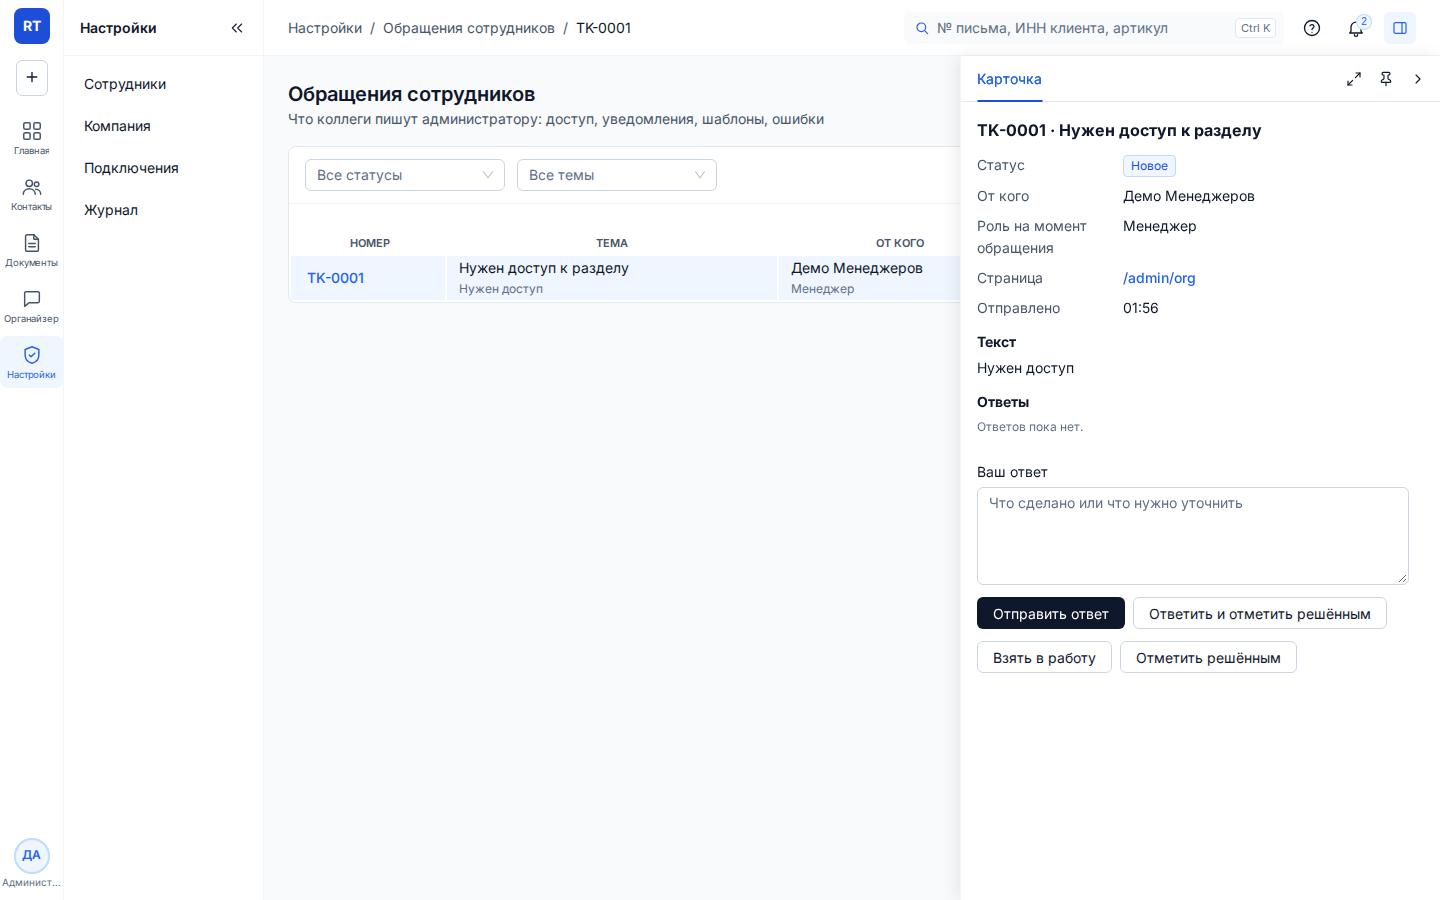 RT
Главная
Контакты
Документы
Органайзер
Настройки
ДА
Админист...
Настройки
Сотрудники
Компания
Подключения
Журнал
Настройки / Обращения сотрудников / TK-0001
№ письма, ИНН клиента, артикул
Ctrl K
2
Обращения сотрудников
Что коллеги пишут администратору: доступ, уведомления, шаблоны, ошибки
Все статусы
Все темы
НОМЕР ТЕМА ОТ КОГО
TK-0001
Нужен доступ к разделу
Нужен доступ
Демо Менеджеров
Менеджер
Карточка
TK-0001 · Нужен доступ к разделу
Статус Новое
От кого Демо Менеджеров
Роль на момент обращения Менеджер
Страница /admin/org
Отправлено 01:56
Текст
Нужен доступ
Ответы
Ответов пока нет.
Ваш ответ
Что сделано или что нужно уточнить
Отправить ответ
Ответить и отметить решённым
Взять в работу
Отметить решённым